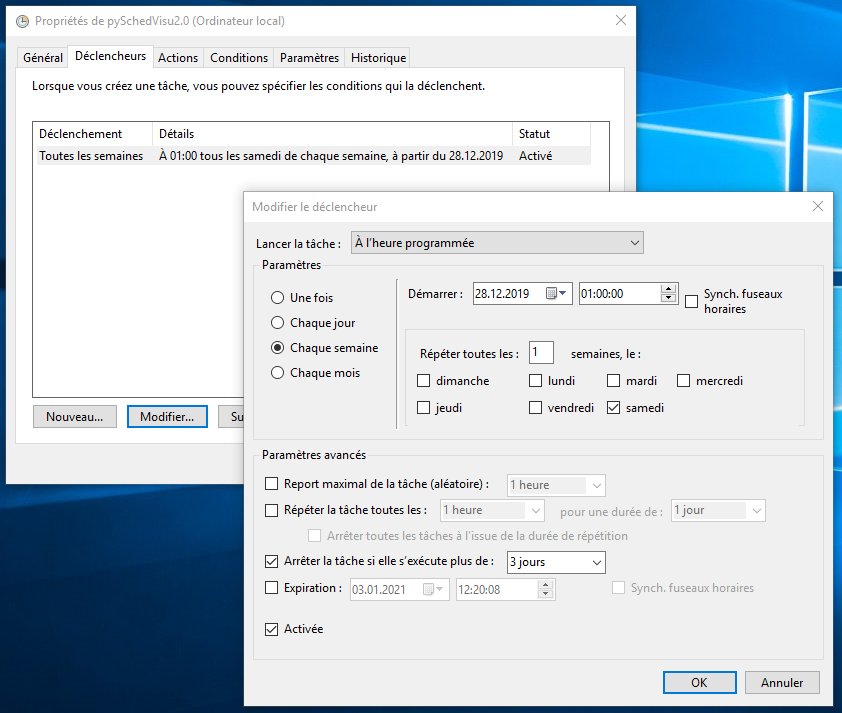 Propriétés de pySchedVisu2.0 (Ordinateur local)
Général Déclencheurs Actions Conditions Paramètres Historique
Lorsque vous créez une tâche, vous pouvez spécifier les conditions qui la déclenchent.
Déclenchement Détails Statut
Toutes les semaines À 01:00 tous les samedi de chaque semaine, à partir du 28.12.2019 Activé
Nouveau... Modifier... Su
Modifier le déclencheur
Lancer la tâche : À l'heure programmée
Paramètres
Une fois
Chaque jour
Chaque semaine
Chaque mois
Démarrer : 28.12.2019 01:00:00 Synch. fuseaux
horaires
Répéter toutes les : 1 semaines, le :
dimanche lundi mardi mercredi
jeudi vendredi samedi
Paramètres avancés
Report maximal de la tâche (aléatoire) : 1 heure
Répéter la tâche toutes les : 1 heure pour une durée de : 1 jour
Arrêter toutes les tâches à l'issue de la durée de répétition
Arrêter la tâche si elle s'exécute plus de : 3 jours
Expiration : 03.01.2021 12:20:08 Synch. fuseaux horaires
Activée
OK Annuler